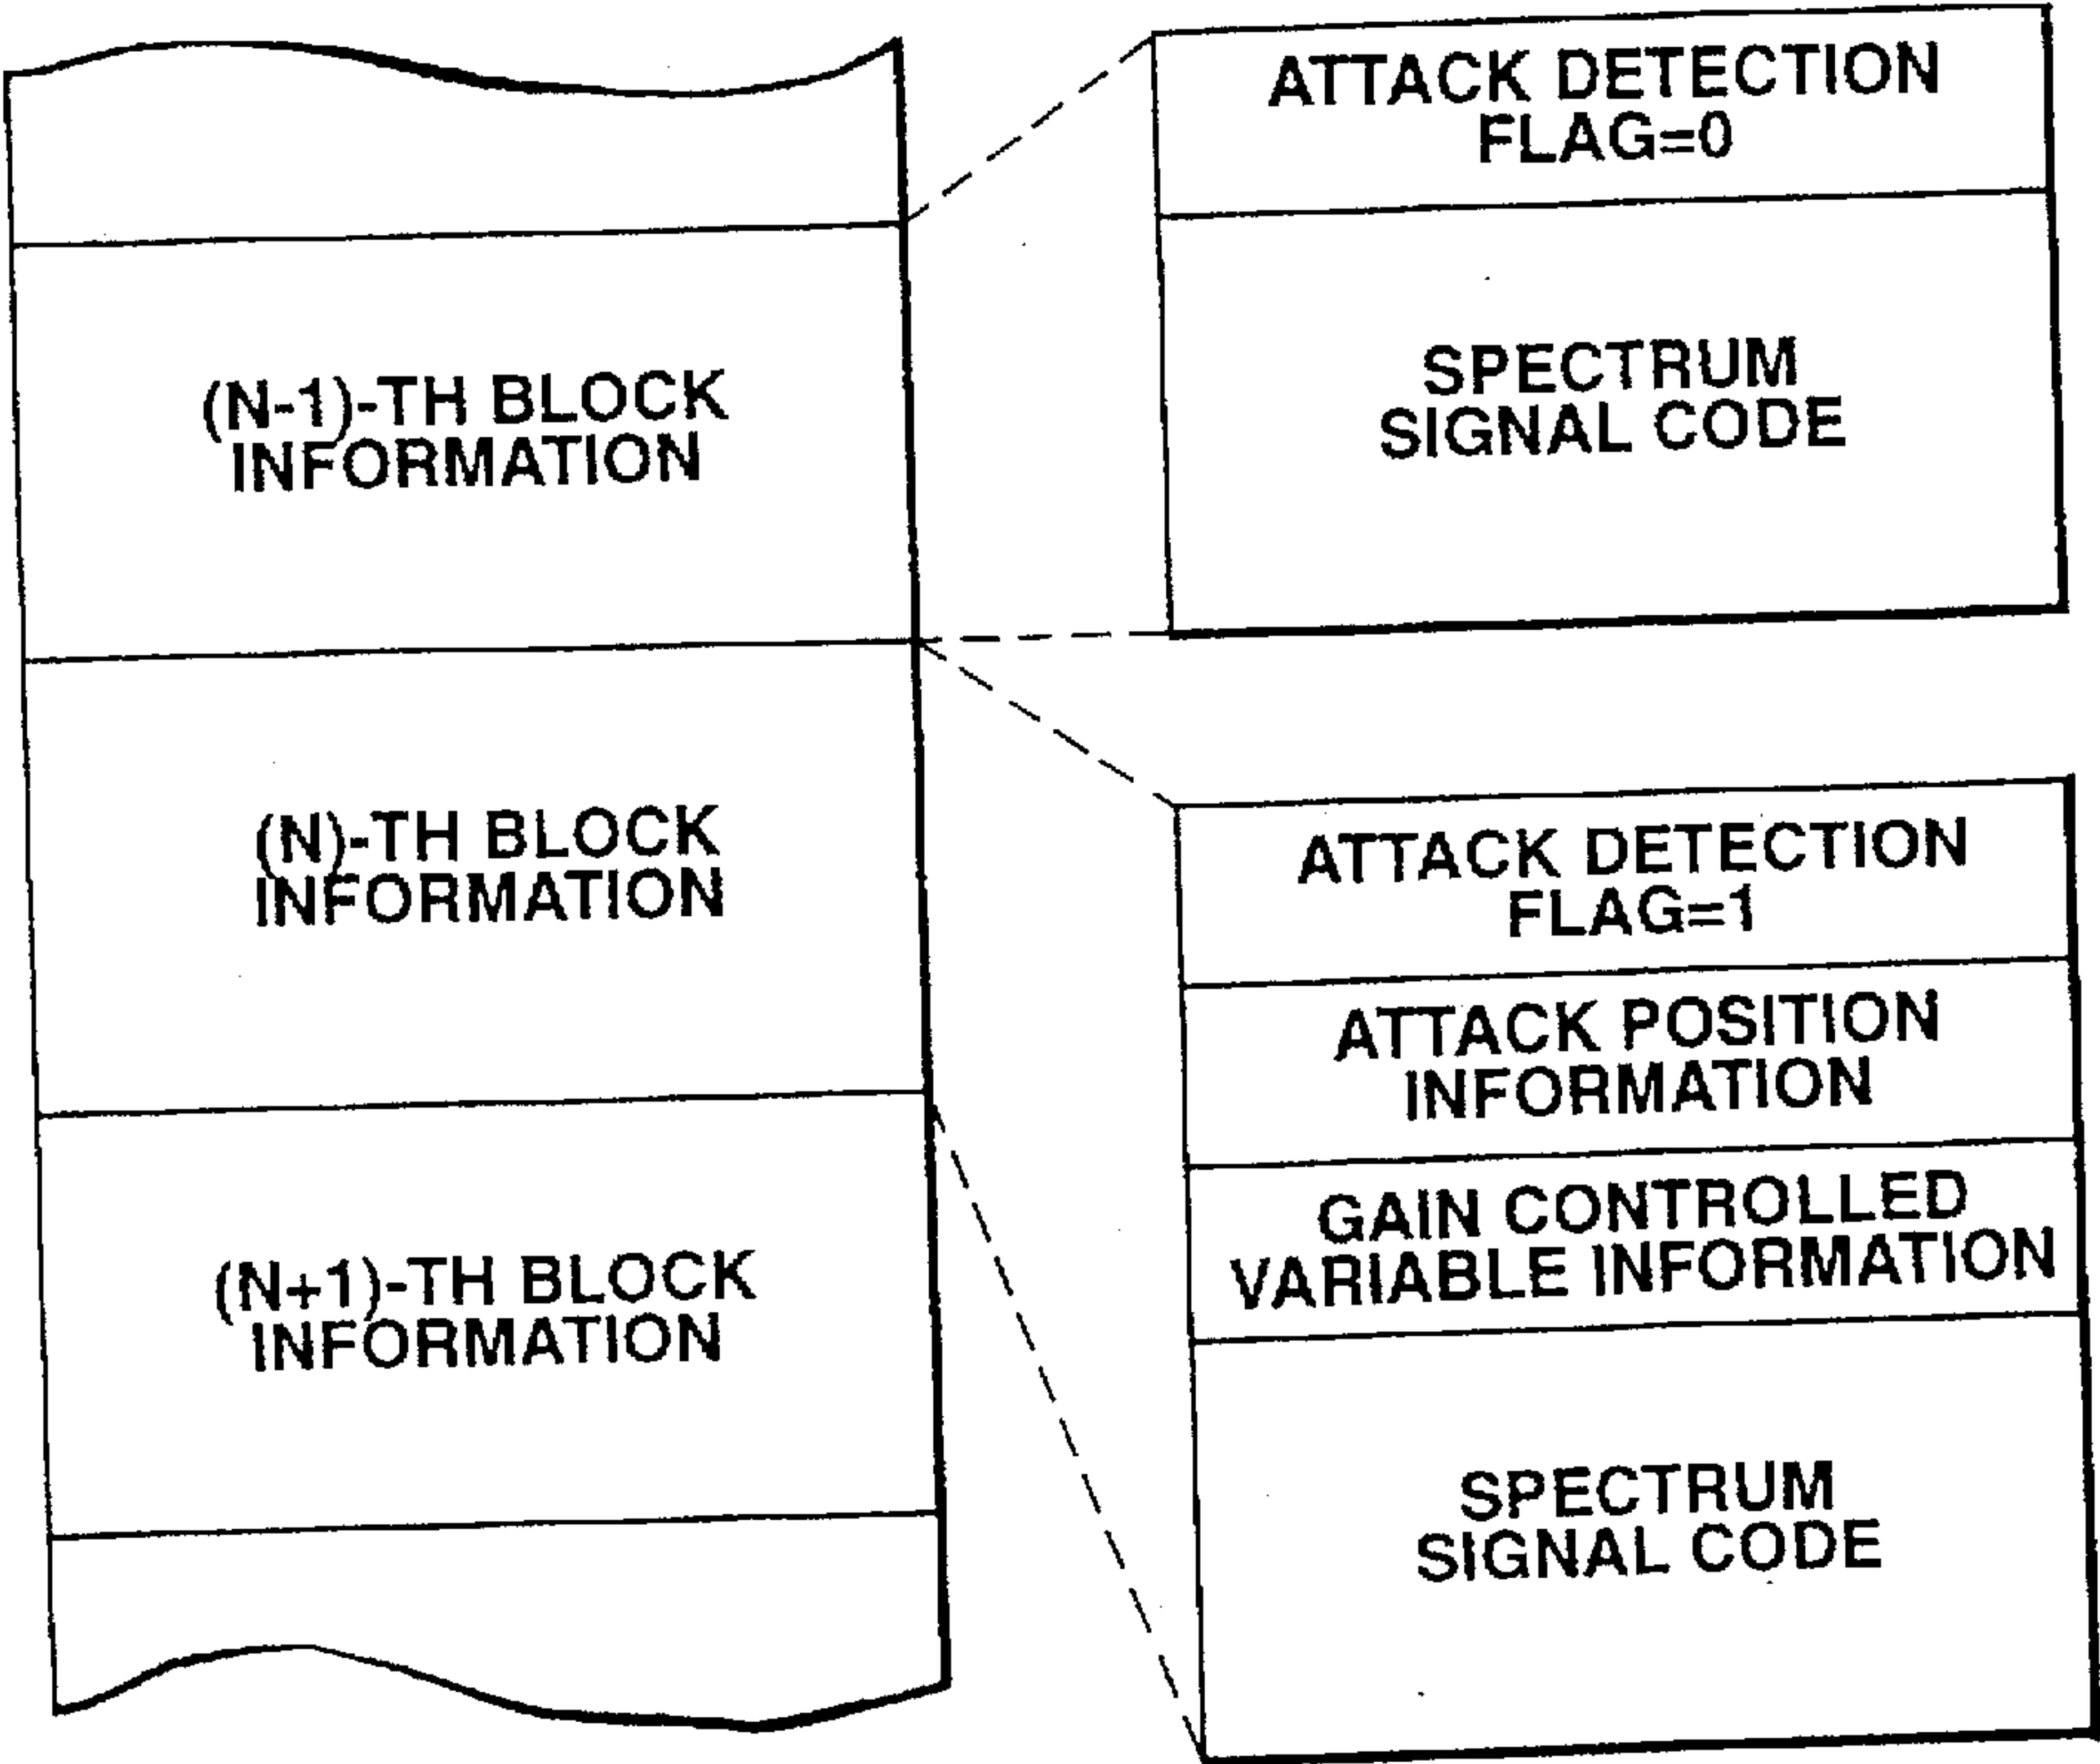 (N-1)-TH BLOCK
INFORMATION
(N)-TH BLOCK
INFORMATION
(N+1)-TH BLOCK
INFORMATION
ATTACK DETECTION
FLAG=0
SPECTRUM
SIGNAL CODE
ATTACK DETECTION
FLAG=1
ATTACK POSITION
INFORMATION
GAIN CONTROLLED
VARIABLE INFORMATION
SPECTRUM
SIGNAL CODE